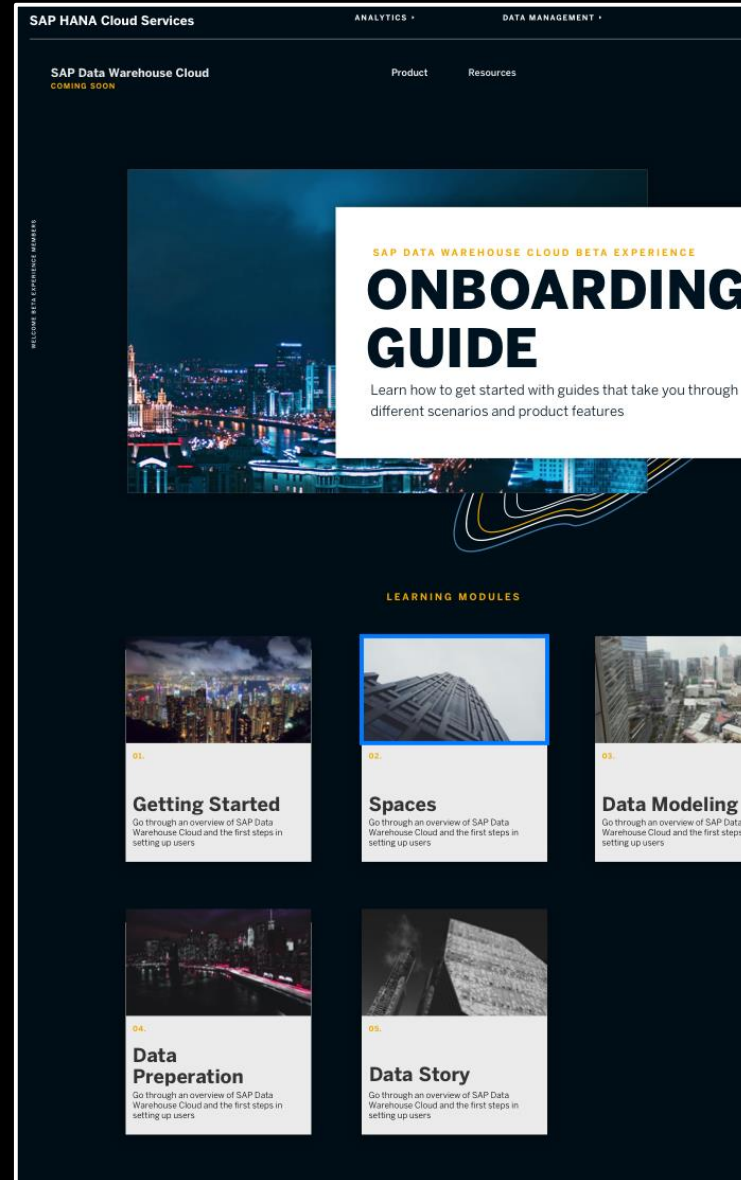 SAP HANA Cloud Services
ANALYTICS
DATA MANAGEMENT
SAP Data Warehouse Cloud
COMING SOON
Product
Resources
WELCOME BETA EXPERIENCE MEMBERS
SAP DATA WAREHOUSE CLOUD BETA EXPERIENCE
ONBOARDING
GUIDE
Learn how to get started with guides that take you through
different scenarios and product features
LEARNING MODULES
01.
Getting Started
Go through an overview of SAP Data
Warehouse Cloud and the first steps in
setting up users
02.
Spaces
Go through an overview of SAP Data
Warehouse Cloud and the first steps in
setting up users
03.
Data Modeling
Go through an overview of SAP Data
Warehouse Cloud and the first steps
setting up users
04.
Data
Preperation
Go through an overview of SAP Data
Warehouse Cloud and the first steps in
setting up users
05.
Data Story
Go through an overview of SAP Data
Warehouse Cloud and the first steps in
setting up users